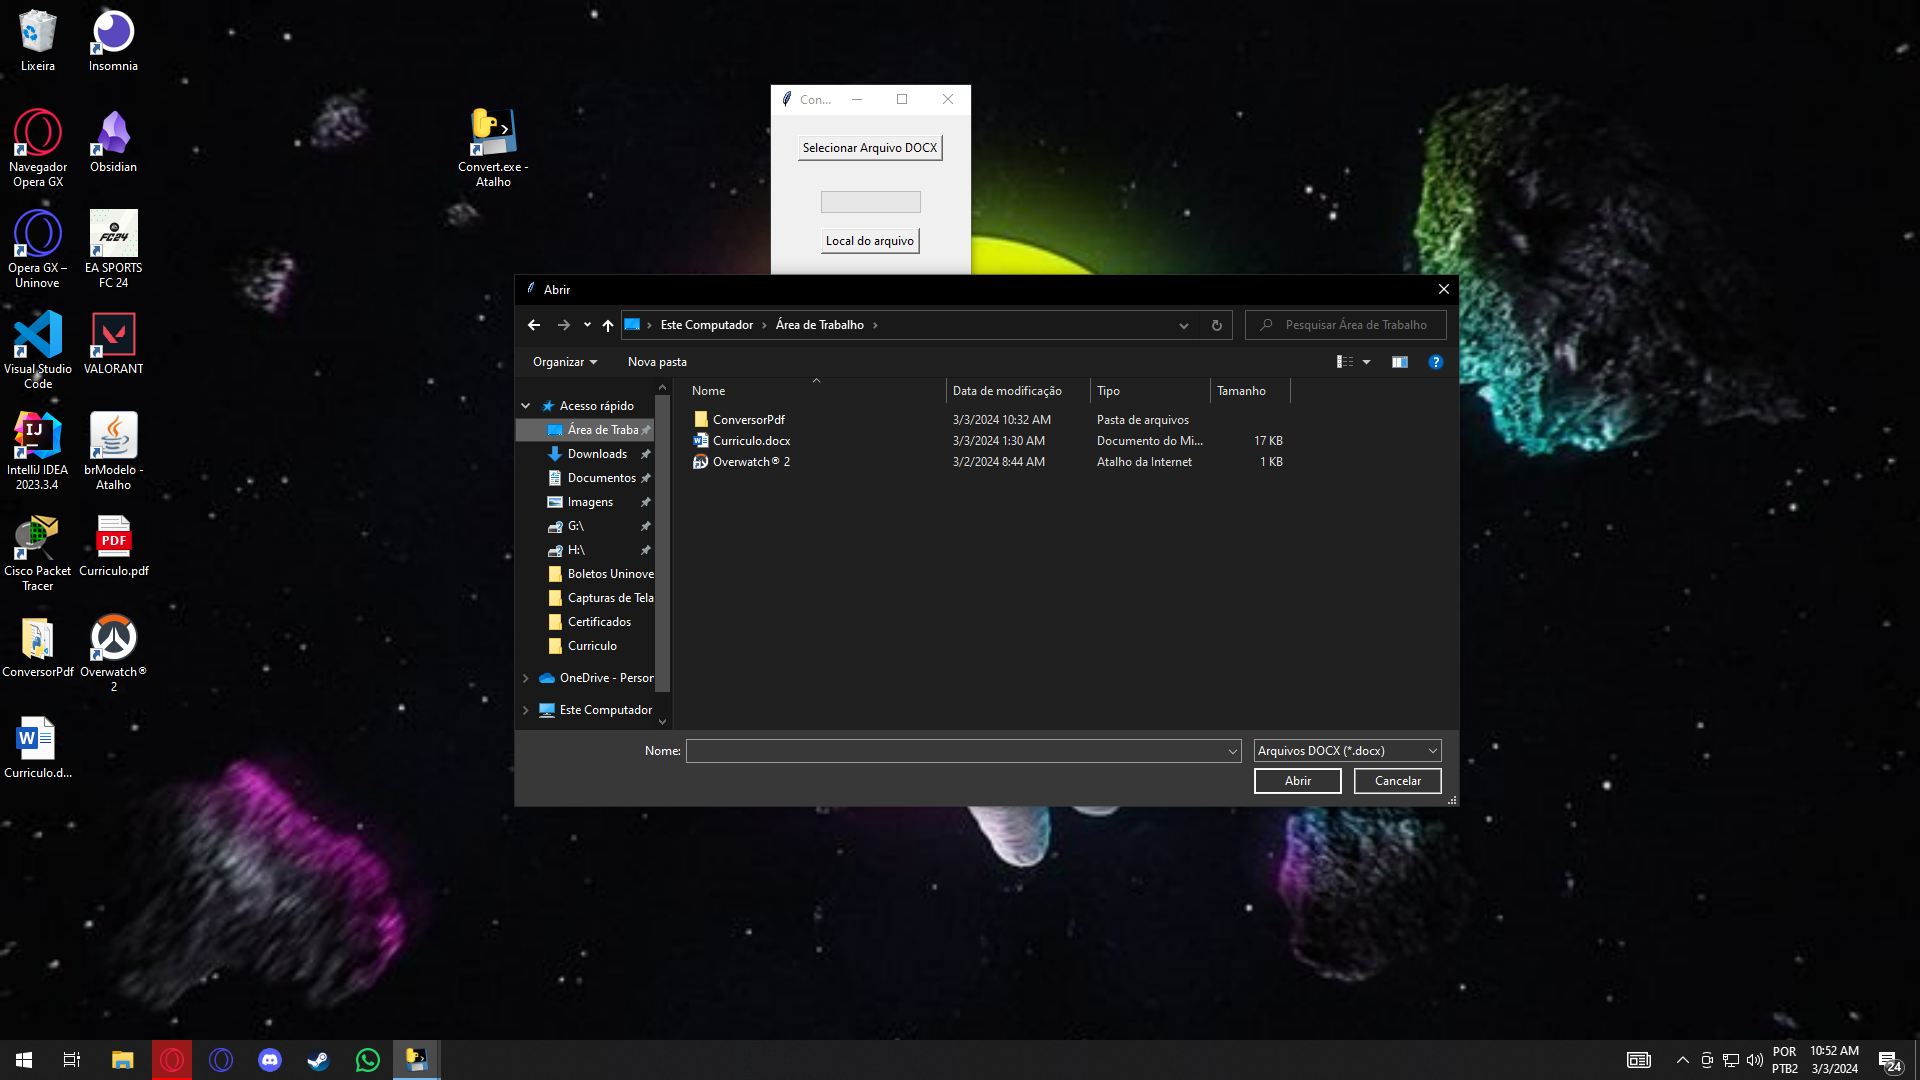 Lixeira
Insomnia
Navegador
Opera GX
Obsidian
Convert.exe -
Atalho
Opera GX –
Uninove
FC24
EA SPORTS
FC 24
Visual Studio
Code
VALORANT
IJ
IntelliJ IDEA
2023.3.4
Java
brModelo -
Atalho
Cisco Packet
Tracer
PDF
Curriculo.pdf
ConversorPdf
Overwatch®
2
W
Curriculo.d...
Con...
Selecionar Arquivo DOCX
Local do arquivo
Abrir
Este Computador
Área de Trabalho
Pesquisar Área de Trabalho
Organizar
Nova pasta
?
Acesso rápido
Área de Traba
Downloads
Documentos
Imagens
G:\
H:\
Boletos Uninove
Capturas de Tela
Certificados
Curriculo
OneDrive - Person
Este Computador
Nome Data de modificação Tipo Tamanho
ConversorPdf 3/3/2024 10:32 AM Pasta de arquivos
Curriculo.docx 3/3/2024 1:30 AM Documento do Mi... 17 KB
Overwatch® 2 3/2/2024 8:44 AM Atalho da Internet 1 KB
Nome:
Arquivos DOCX (*.docx)
Abrir
Cancelar
POR
PTB2
10:52 AM
3/3/2024
24